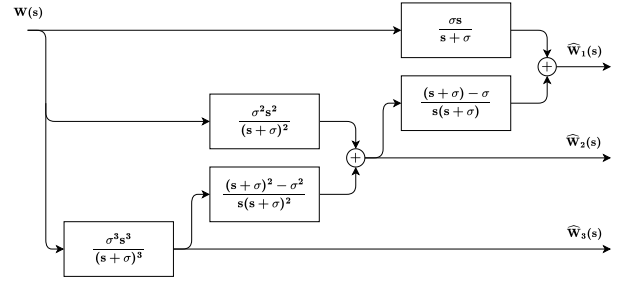 W(s)
σs / s + σ
Ŵ₁(s)
+
(s + σ) − σ / s(s + σ)
σ²s² / (s + σ)²
Ŵ₂(s)
+
(s + σ)² − σ² / s(s + σ)²
Ŵ₃(s)
σ³s³ / (s + σ)³